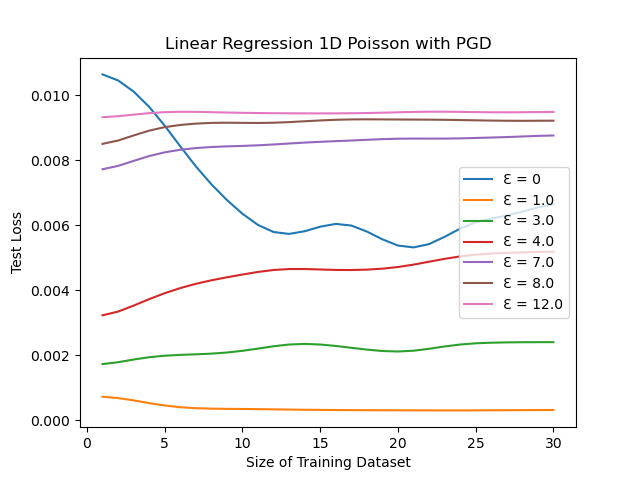 Linear Regression 1D Poisson with PGD
Test Loss
0.010
0.008
0.006
0.004
0.002
0.000
Ɛ = 0
Ɛ = 1.0
Ɛ = 3.0
Ɛ = 4.0
Ɛ = 7.0
Ɛ = 8.0
Ɛ = 12.0
0 5 10 15 20 25 30
Size of Training Dataset